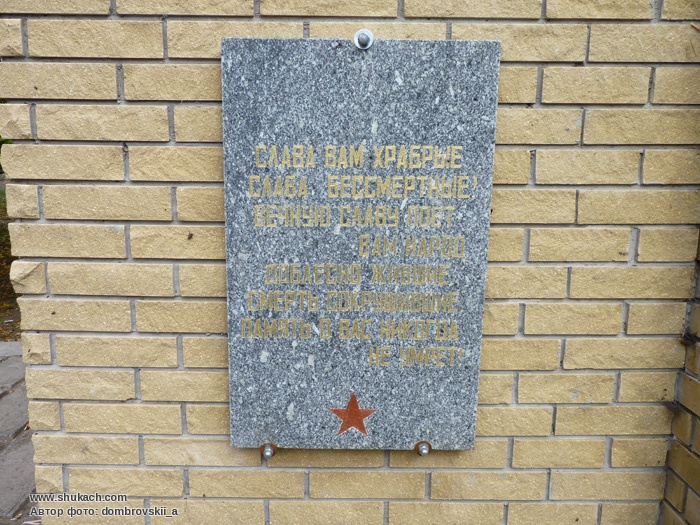 СЛАВА ВАМ ХРАБРЫЕ
СЛАВА, БЕССМЕРТНЫЕ!
ВЕЧНУЮ СЛАВУ ПОЕТ
ВАМ НАРОД
ДОБЛЕСНО ЖИВШИЕ
СМЕРТЬ СОКРУШИВШИЕ
ПАМЯТЬ О ВАС НИКОГДА
НЕ УМРЕТ!
www.shukach.com
Автор фото: dombrovskii_a